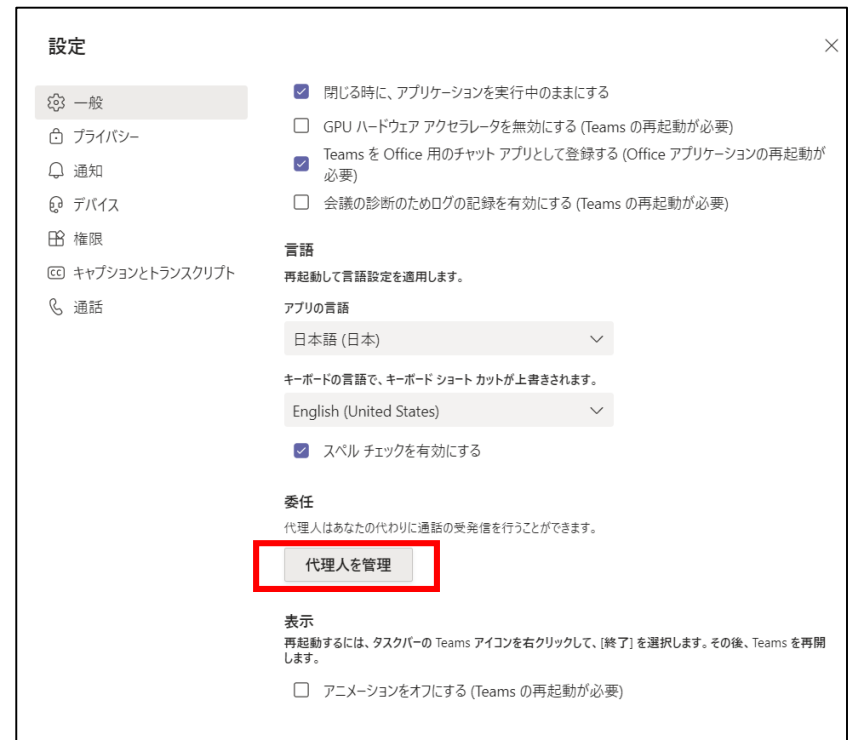 設定
一般
プライバシー
通知
デバイス
権限
CC キャプションとトランスクリプト
通話
閉じる時に、アプリケーションを実行中のままにする
GPU ハードウェア アクセラレータを無効にする (Teams の再起動が必要)
Teams を Office 用のチャット アプリとして登録する (Office アプリケーションの再起動が
必要)
会議の診断のためログの記録を有効にする (Teams の再起動が必要)
言語
再起動して言語設定を適用します。
アプリの言語
日本語 (日本)
キーボードの言語で、キーボード ショート カットが上書きされます。
English (United States)
スペル チェックを有効にする
委任
代理人はあなたの代わりに通話の受発信を行うことができます。
代理人を管理
表示
再起動するには、タスクバーの Teams アイコンを右クリックして、[終了] を選択します。その後、Teams を再開
します。
アニメーションをオフにする (Teams の再起動が必要)